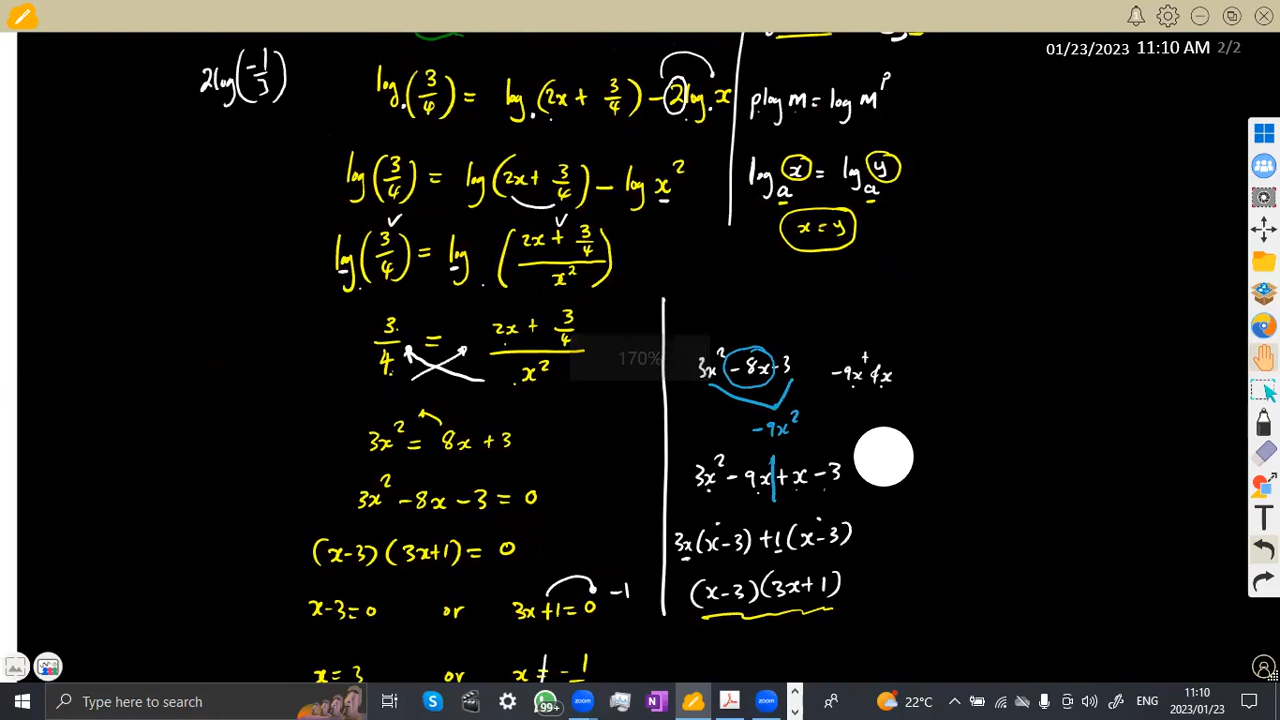 01/23/2023 11:10 AM 2/2
2log(-1/3)
log(3/4) = log(2x + 3/4) - 2log x
log(3/4) = log(2x + 3/4) - log x²
log(3/4) = log((2x + 3/4)/x²)
3/4 = (2x + 3/4)/x²
3x² = 8x + 3
3x² - 8x - 3 = 0
(x-3)(3x+1) = 0
x-3=0 or 3x+1=0 -1
x = 3 or x = -1
plog m = log m^p
log_a x = log_a y
x = y
170%
3x² - 8x - 3
-9x²
3x² - 9x + x - 3
3x(x-3) + 1(x-3)
(x-3)(3x+1)
T
Type here to search
99+
zoom
N
zoom
22°C
ENG
11:10
2023/01/23